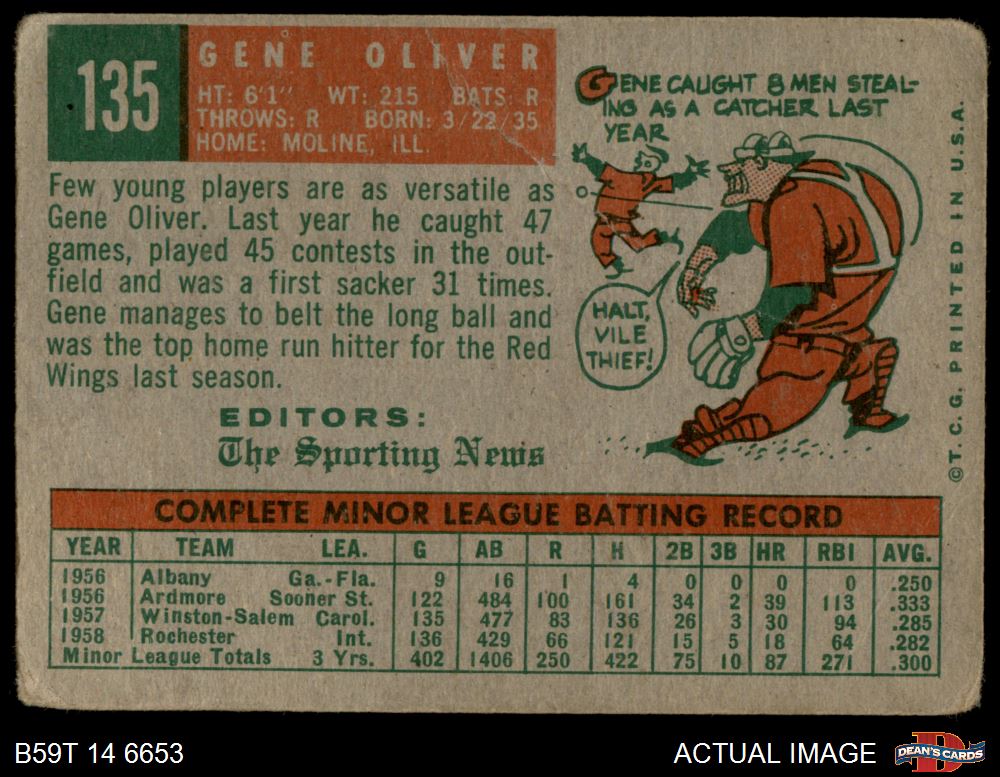 135
GENE OLIVER
HT: 6'1" WT: 215 BATS: R
THROWS: R BORN: 3/22/35
HOME: MOLINE, ILL.
Few young players are as versatile as
Gene Oliver. Last year he caught 47
games, played 45 contests in the out-
field and was a first sacker 31 times.
Gene manages to belt the long ball and
was the top home run hitter for the Red
Wings last season.
EDITORS:
The Sporting News
GENE CAUGHT 8 MEN STEAL-
ING AS A CATCHER LAST
YEAR
HALT,
VILE
THIEF!
©T. C. G. PRINTED IN U.S.A.
COMPLETE MINOR LEAGUE BATTING RECORD
YEAR TEAM LEA. G AB R H 2B 3B HR RBI AVG.
1956 Albany Ga.-Fla. 9 16 1 4 0 0 0 0 .250
1956 Ardmore Sooner St. 122 484 100 161 34 2 39 113 .333
1957 Winston-Salem Carol. 135 477 83 136 26 3 30 94 .285
1958 Rochester Int. 136 429 66 121 15 5 18 64 .282
Minor League Totals 3 Yrs. 402 1406 250 422 75 10 87 271 .300
B59T 14 6653
ACTUAL IMAGE
D
DEAN'S CARDS